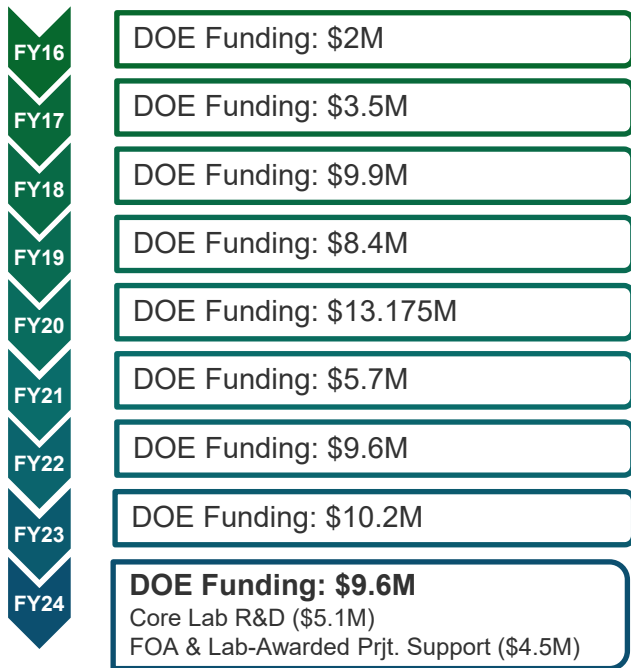 FY16
DOE Funding: $2M
FY17
DOE Funding: $3.5M
FY18
DOE Funding: $9.9M
FY19
DOE Funding: $8.4M
FY20
DOE Funding: $13.175M
FY21
DOE Funding: $5.7M
FY22
DOE Funding: $9.6M
FY23
DOE Funding: $10.2M
FY24
DOE Funding: $9.6M
Core Lab R&D ($5.1M)
FOA & Lab-Awarded Prjt. Support ($4.5M)